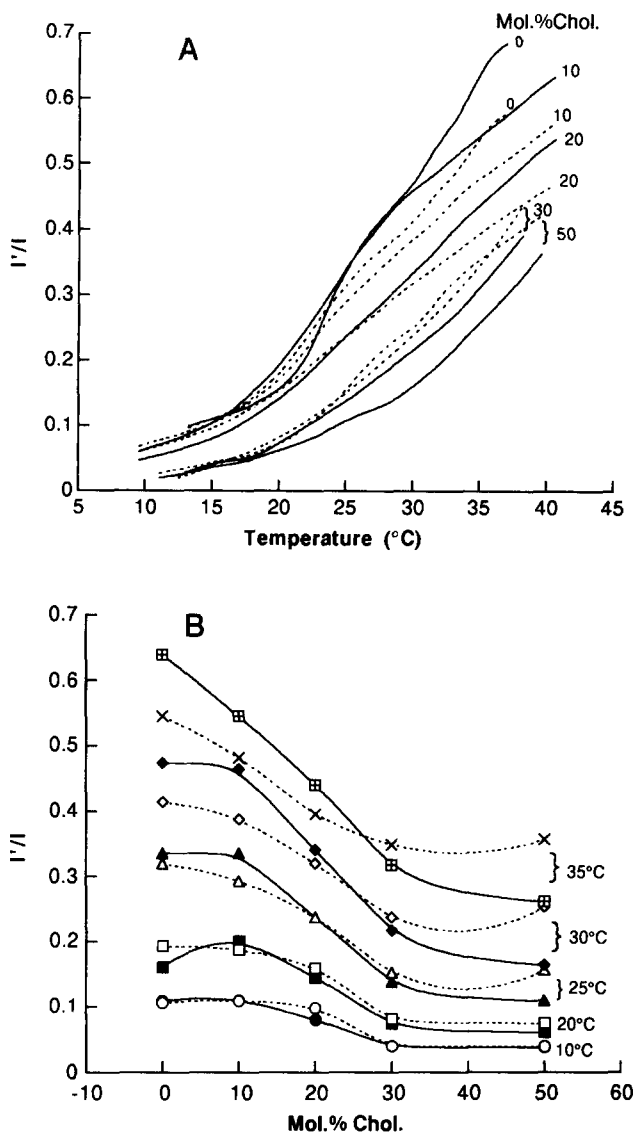 A
Mol.%Chol.
0
10
0
10
20
20
} 30
} 50
0.7
0.6
0.5
0.4
0.3
0.2
0.1
0
I'/I
5 10 15 20 25 30 35 40 45
Temperature (°C)
B
0.7
0.6
0.5
0.4
0.3
0.2
0.1
0
I'/I
} 35°C
} 30°C
} 25°C
20°C
10°C
-10 0 10 20 30 40 50 60
Mol.% Chol.